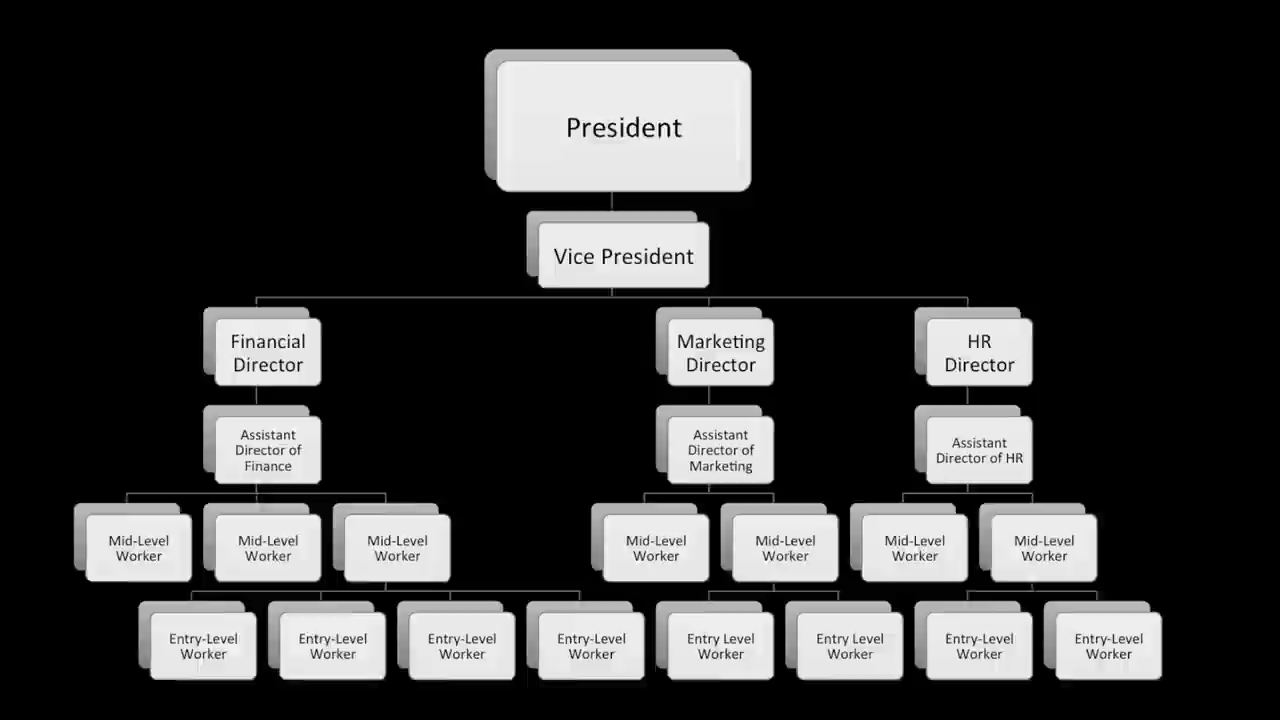 President
Vice President
Financial
Director
Marketing
Director
HR
Director
Assistant
Director of
Finance
Assistant
Director of
Marketing
Assistant
Director of HR
Mid-Level
Worker
Mid-Level
Worker
Mid-Level
Worker
Mid-Level
Worker
Mid-Level
Worker
Mid-Level
Worker
Mid-Level
Worker
Entry-Level
Worker
Entry-Level
Worker
Entry-Level
Worker
Entry-Level
Worker
Entry Level
Worker
Entry Level
Worker
Entry-Level
Worker
Entry-Level
Worker